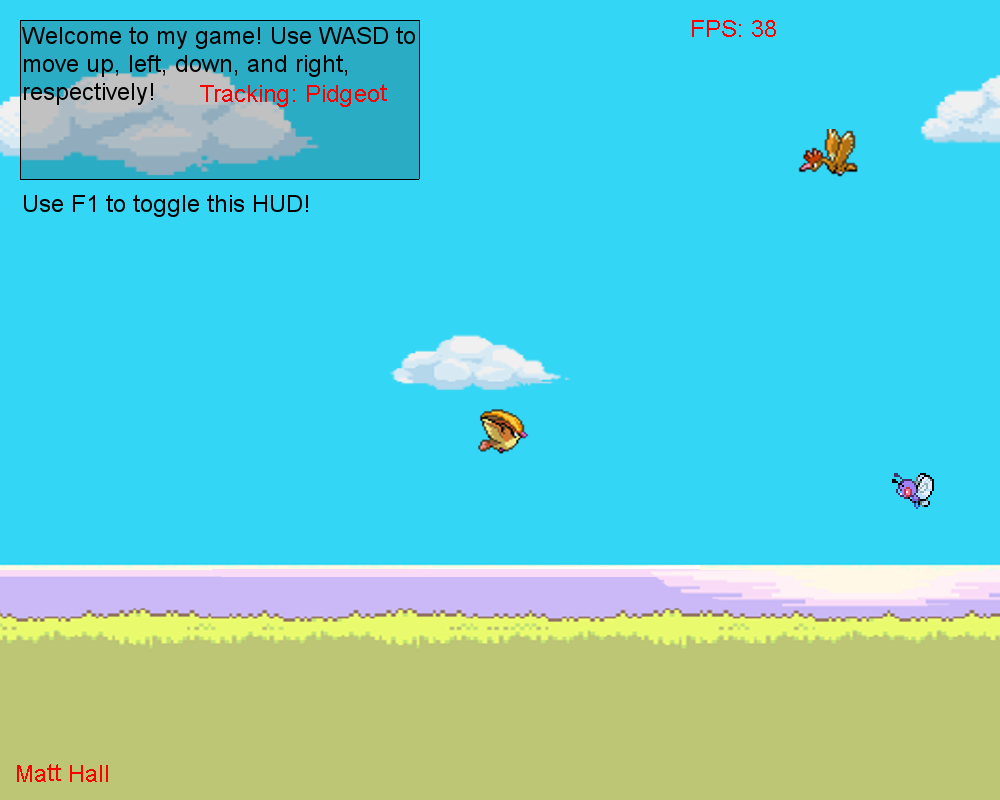 Welcome to my game! Use WASD to
move up, left, down, and right,
respectively!
Tracking: Pidgeot
Use F1 to toggle this HUD!
FPS: 38
Matt Hall